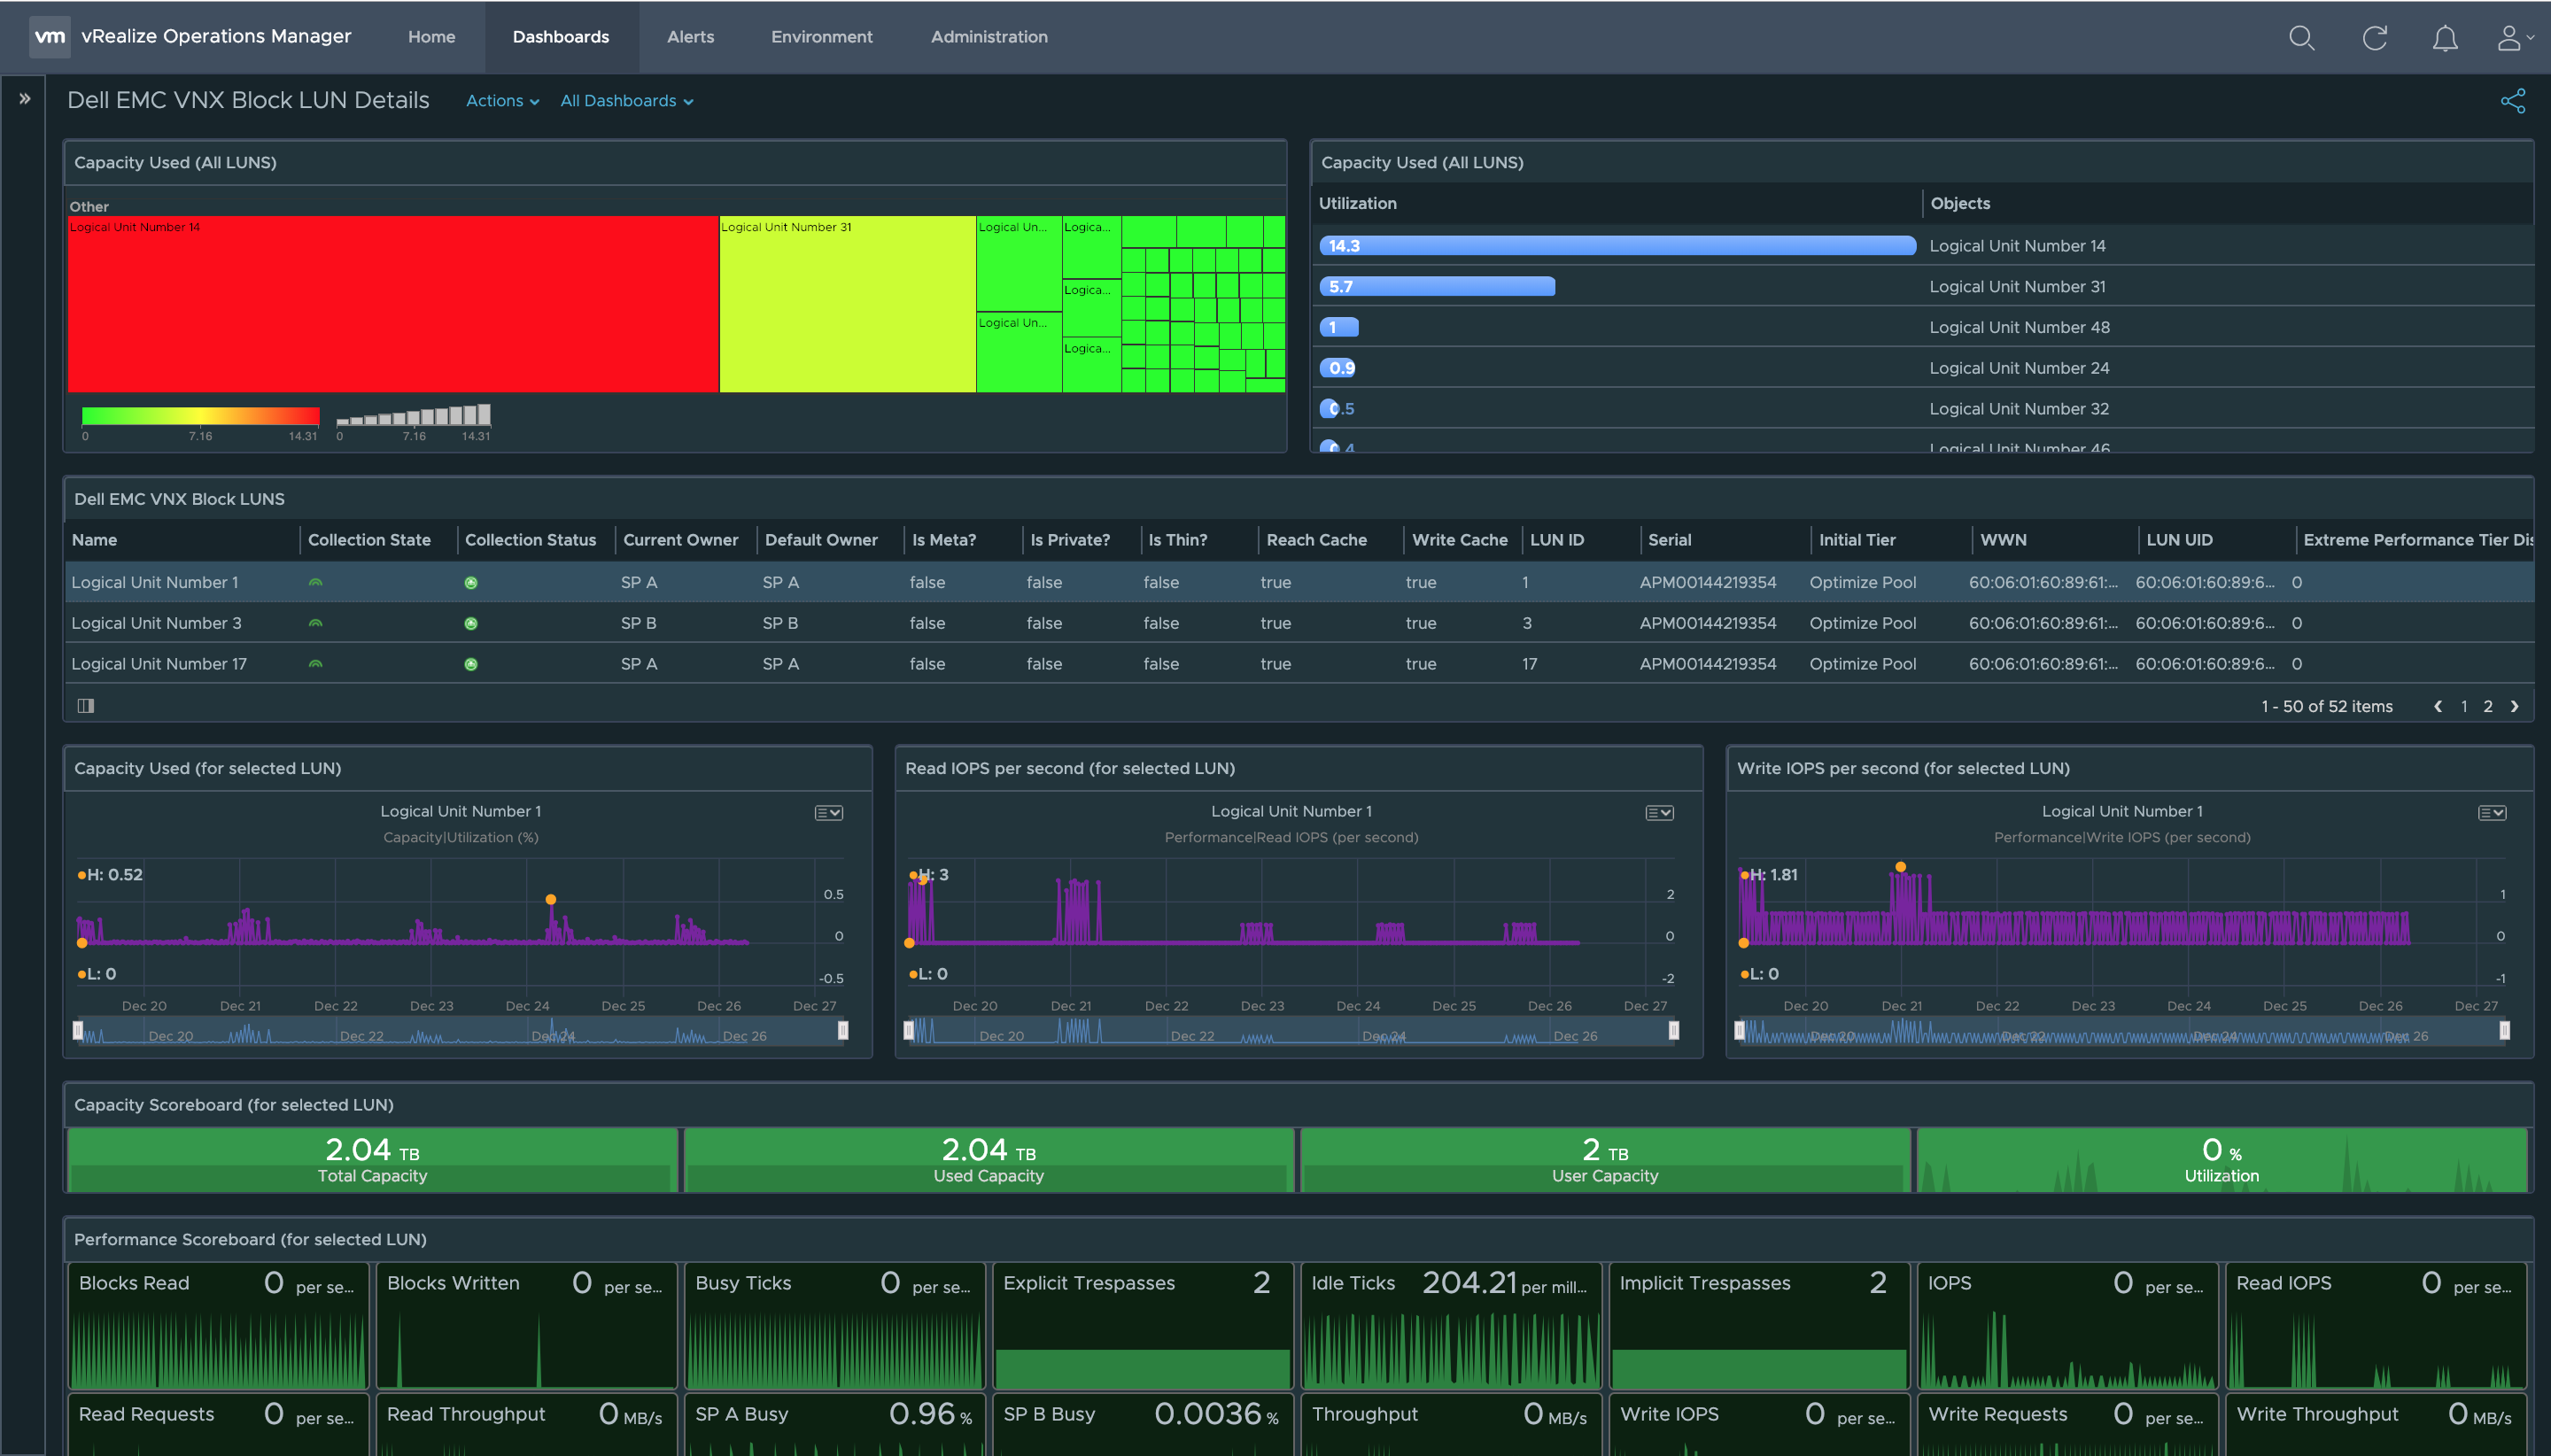 vm vRealize Operations Manager Home Dashboards Alerts Environment Administration
Dell EMC VNX Block LUN Details Actions All Dashboards
Capacity Used (All LUNS)
Other
Logical Unit Number 14 Logical Unit Number 31 Logical Un... Logica...
Logica...
Logical Un...
Logica...
0 7.16 14.31 0 7.16 14.31
Capacity Used (All LUNS)
Utilization Objects
14.3 Logical Unit Number 14
5.7 Logical Unit Number 31
1 Logical Unit Number 48
0.9 Logical Unit Number 24
0.5 Logical Unit Number 32
0.4 Logical Unit Number 46
Dell EMC VNX Block LUNS
Name Collection State Collection Status Current Owner Default Owner Is Meta? Is Private? Is Thin? Reach Cache Write Cache LUN ID Serial Initial Tier WWN LUN UID Extreme Performance Tier Dis
Logical Unit Number 1 SP A SP A false false false true true 1 APM00144219354 Optimize Pool 60:06:01:60:89:61:... 60:06:01:60:89:6... 0
Logical Unit Number 3 SP B SP B false false false true true 3 APM00144219354 Optimize Pool 60:06:01:60:89:61:... 60:06:01:60:89:6... 0
Logical Unit Number 17 SP A SP A false false false true true 17 APM00144219354 Optimize Pool 60:06:01:60:89:61:... 60:06:01:60:89:6... 0
1 - 50 of 52 items 1 2
Capacity Used (for selected LUN)
Logical Unit Number 1
Capacity|Utilization (%)
H: 0.52
0.5
0
L: 0
-0.5
Dec 20 Dec 21 Dec 22 Dec 23 Dec 24 Dec 25 Dec 26 Dec 27
Dec 20 Dec 22 Dec 24 Dec 26
Read IOPS per second (for selected LUN)
Logical Unit Number 1
Performance|Read IOPS (per second)
H: 3
2
0
L: 0
-2
Dec 20 Dec 21 Dec 22 Dec 23 Dec 24 Dec 25 Dec 26 Dec 27
Dec 20 Dec 22 Dec 24 Dec 26
Write IOPS per second (for selected LUN)
Logical Unit Number 1
Performance|Write IOPS (per second)
H: 1.81
1
0
L: 0
-1
Dec 20 Dec 21 Dec 22 Dec 23 Dec 24 Dec 25 Dec 26 Dec 27
Dec 20 Dec 22 Dec 24 Dec 26
Capacity Scoreboard (for selected LUN)
2.04 TB 2.04 TB 2 TB 0 %
Total Capacity Used Capacity User Capacity Utilization
Performance Scoreboard (for selected LUN)
Blocks Read 0 per se... Blocks Written 0 per se... Busy Ticks 0 per se... Explicit Trespasses 2 Idle Ticks 204.21 per mill... Implicit Trespasses 2 IOPS 0 per se... Read IOPS 0 per se...
Read Requests 0 per se... Read Throughput 0 MB/s SP A Busy 0.96 % SP B Busy 0.0036 % Throughput 0 MB/s Write IOPS 0 per se... Write Requests 0 per se... Write Throughput 0 MB/s